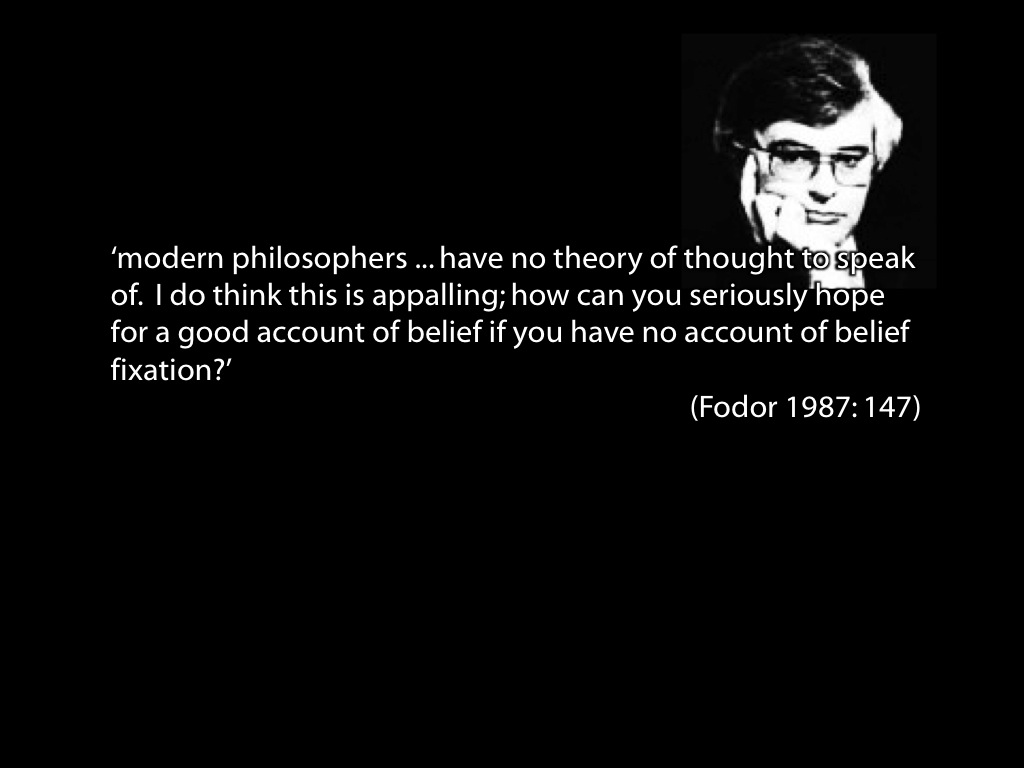 ‘modern philosophers ... have no theory of thought to speak
of.  I do think this is appalling; how can you seriously hope
for a good account of belief if you have no account of belief
fixation?’
(Fodor 1987: 147)